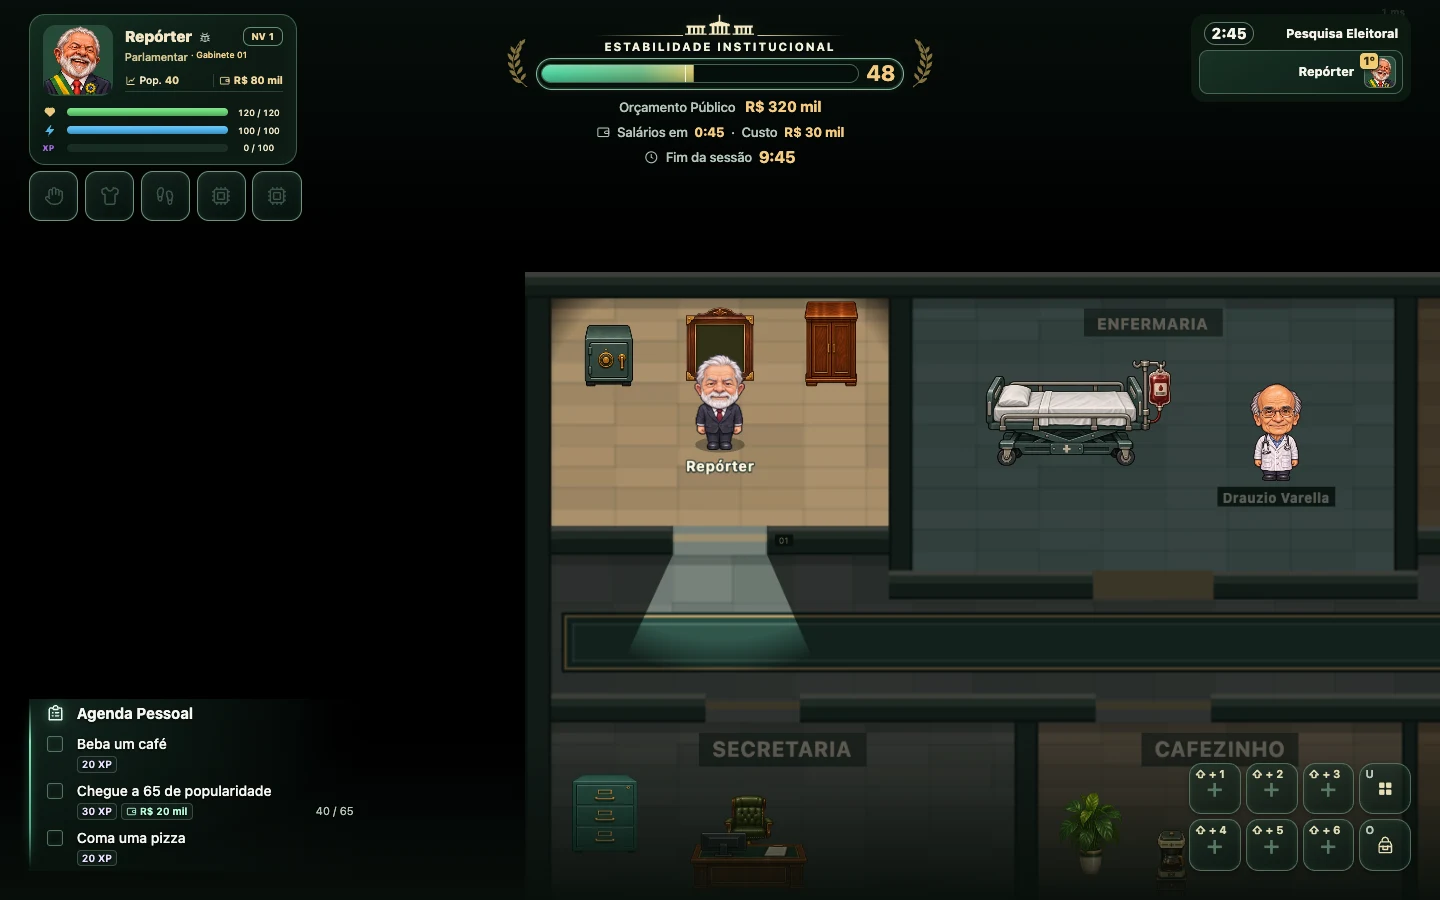 1 ms
Repórter
NV 1
Parlamentar · Gabinete 01
Pop. 40
R$ 80 mil
120 / 120
100 / 100
XP
0 / 100
ESTABILIDADE INSTITUCIONAL
48
Orçamento Público R$ 320 mil
Salários em 0:45 · Custo R$ 30 mil
Fim da sessão 9:45
2:45 Pesquisa Eleitoral
Repórter 1º
ENFERMARIA
Repórter
Drauzio Varella
01
SECRETARIA
CAFEZINHO
Agenda Pessoal
Beba um café
20 XP
Chegue a 65 de popularidade
30 XP R$ 20 mil 40 / 65
Coma uma pizza
20 XP
+ 1
+ 2
+ 3
U
+ 4
+ 5
+ 6
O